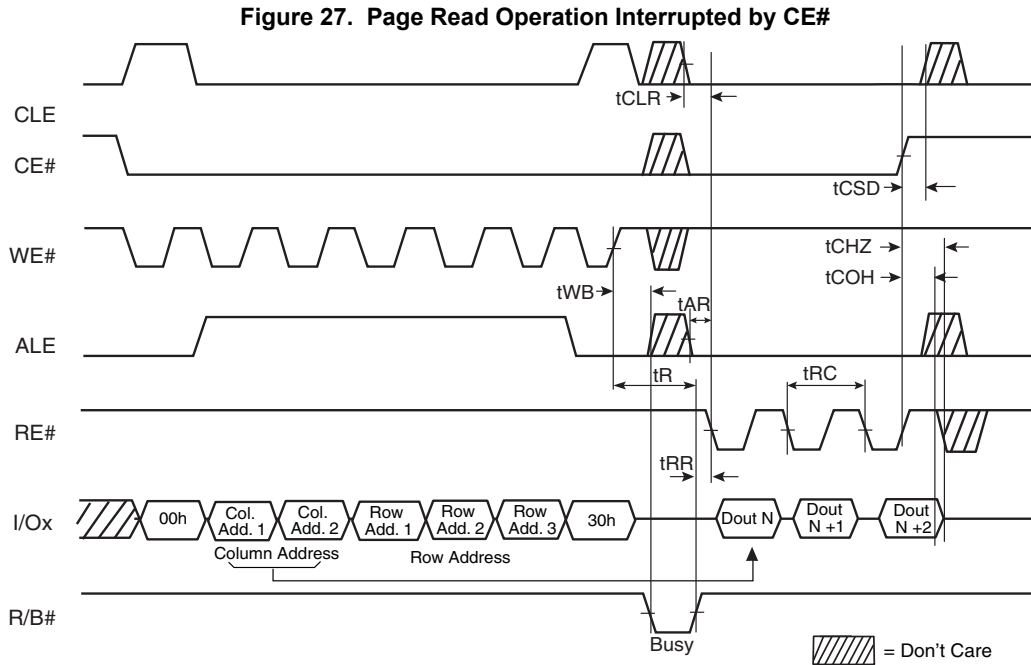 Figure 27. Page Read Operation Interrupted by CE#
CLE
tCLR
CE#
tCSD
WE#
tCHZ
tCOH
tWB
tAR
ALE
tR
tRC
RE#
tRR
I/Ox
00h
Col. Add. 1
Col. Add. 2
Row Add. 1
Row Add. 2
Row Add. 3
30h
Dout N
Dout N +1
Dout N +2
Column Address
Row Address
R/B#
Busy
= Don't Care